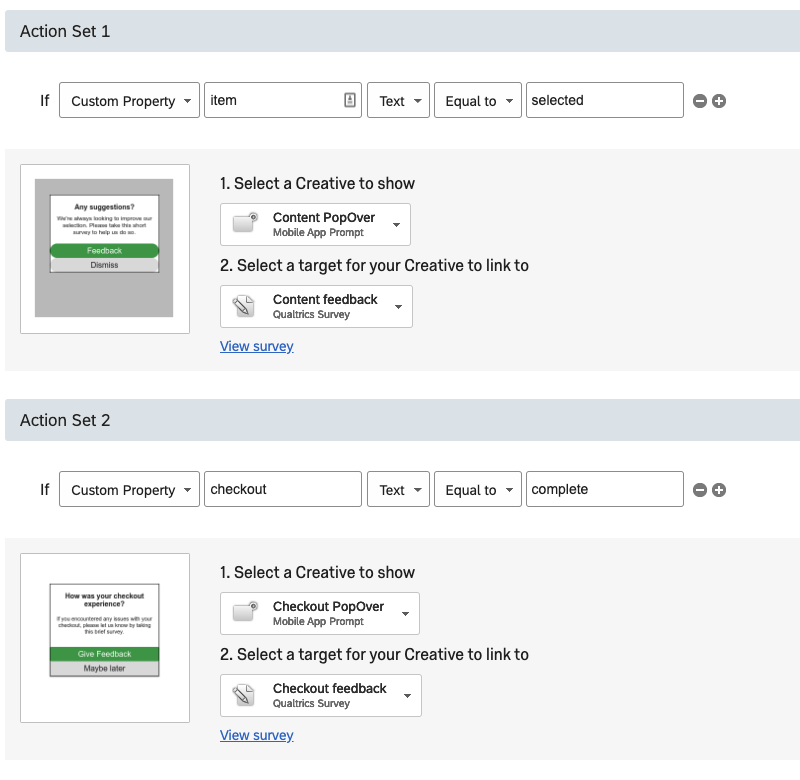 Action Set 1
If Custom Property item Text Equal to selected
Any suggestions?
We're always looking to improve our
selection. Please take this short
survey to help us do so.
Feedback
Dismiss
1. Select a Creative to show
Content PopOver
Mobile App Prompt
2. Select a target for your Creative to link to
Content feedback
Qualtrics Survey
View survey
Action Set 2
If Custom Property checkout Text Equal to complete
How was your checkout
experience?
If you encountered any issues with your
checkout, please let us know by taking
this brief survey.
Give Feedback
Maybe later
1. Select a Creative to show
Checkout PopOver
Mobile App Prompt
2. Select a target for your Creative to link to
Checkout feedback
Qualtrics Survey
View survey